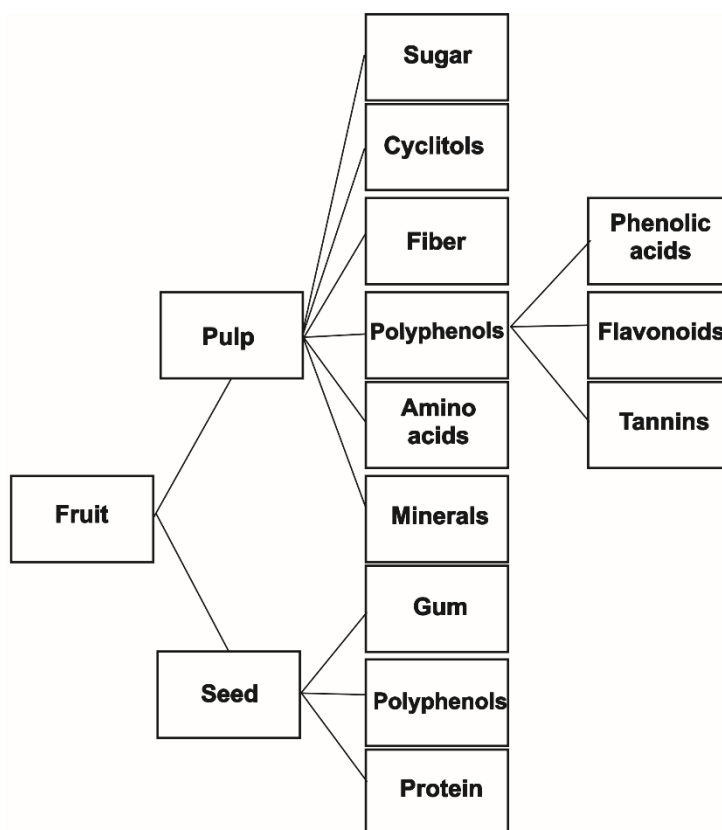 Sugar
Cyclitols
Fiber
Phenolic
acids
Pulp
Polyphenols
Flavonoids
Amino
acids
Tannins
Fruit
Minerals
Gum
Seed
Polyphenols
Protein